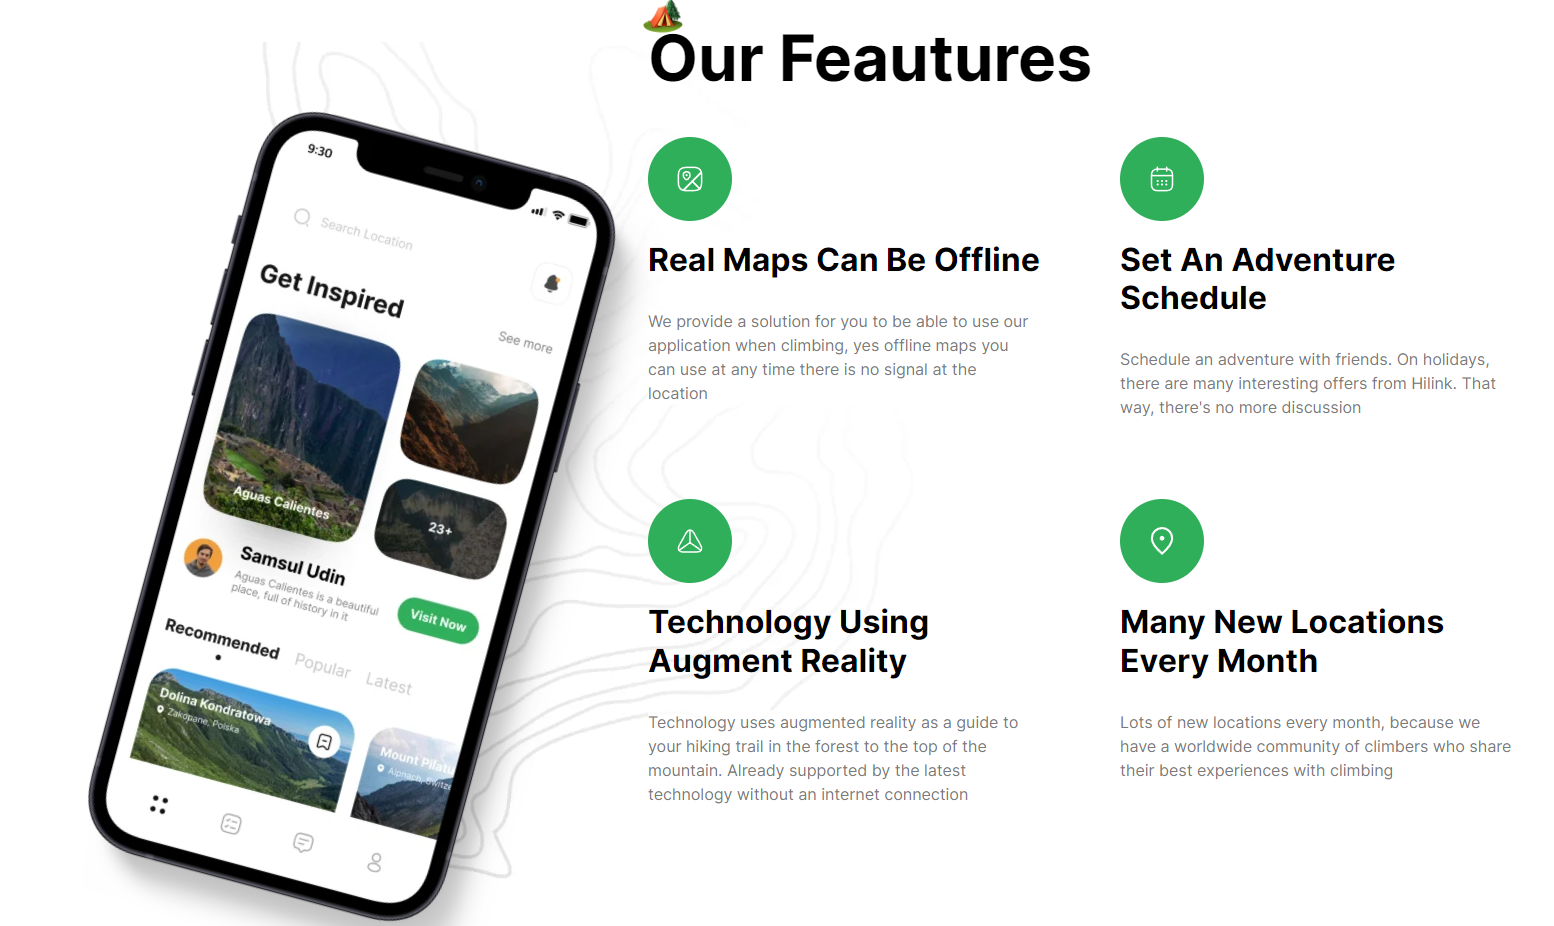 Our Feautures
Real Maps Can Be Offline
We provide a solution for you to be able to use our
application when climbing, yes offline maps you
can use at any time there is no signal at the
location
Set An Adventure
Schedule
Schedule an adventure with friends. On holidays,
there are many interesting offers from Hilink. That
way, there's no more discussion
Technology Using
Augment Reality
Technology uses augmented reality as a guide to
your hiking trail in the forest to the top of the
mountain. Already supported by the latest
technology without an internet connection
Many New Locations
Every Month
Lots of new locations every month, because we
have a worldwide community of climbers who share
their best experiences with climbing
9:30
Search Location
Get Inspired
See more
Aguas Calientes
23+
Samsul Udin
Aguas Calientes is a beautiful
place, full of history in it
Visit Now
Recommended Popular Latest
Dolina Kondratowa
Zakopane, Polska
Mount Pilatu
Alpnach, Switze